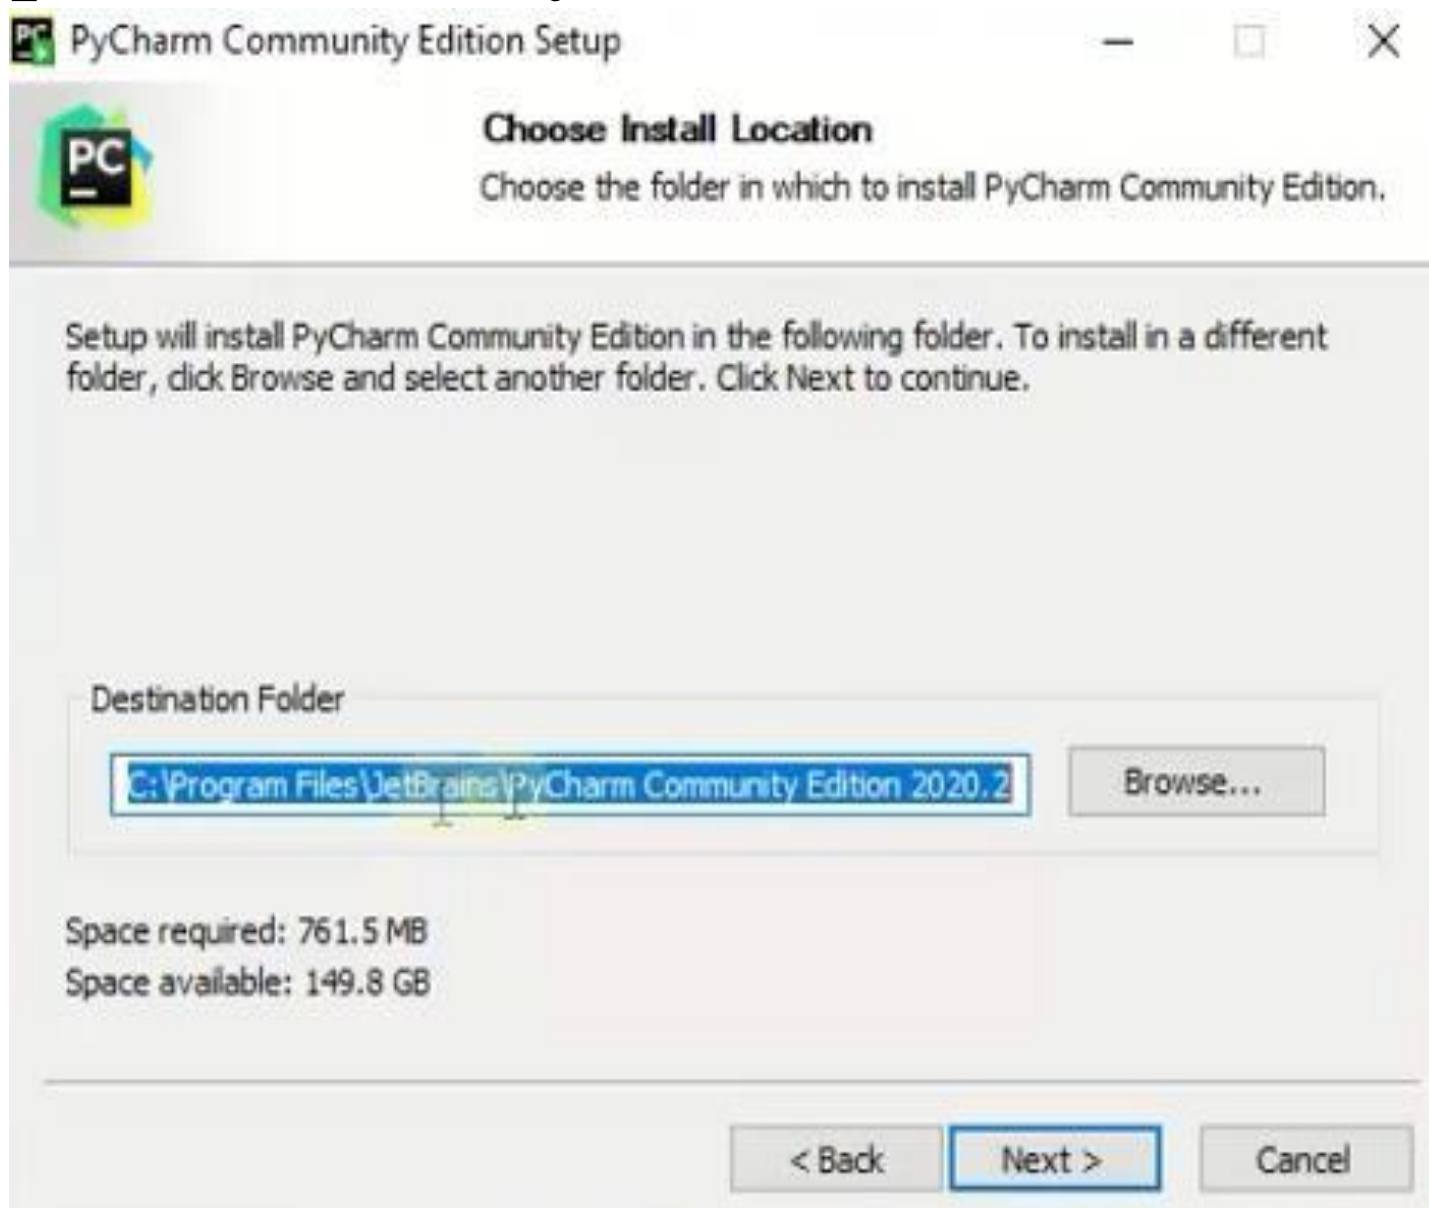 PyCharm Community Edition Setup
PC
Choose Install Location
Choose the folder in which to install PyCharm Community Edition.
Setup will install PyCharm Community Edition in the following folder. To install in a different
folder, click Browse and select another folder. Click Next to continue.
Destination Folder
C:\Program Files\JetBrains\PyCharm Community Edition 2020.2
Browse...
Space required: 761.5 MB
Space available: 149.8 GB
< Back
Next >
Cancel